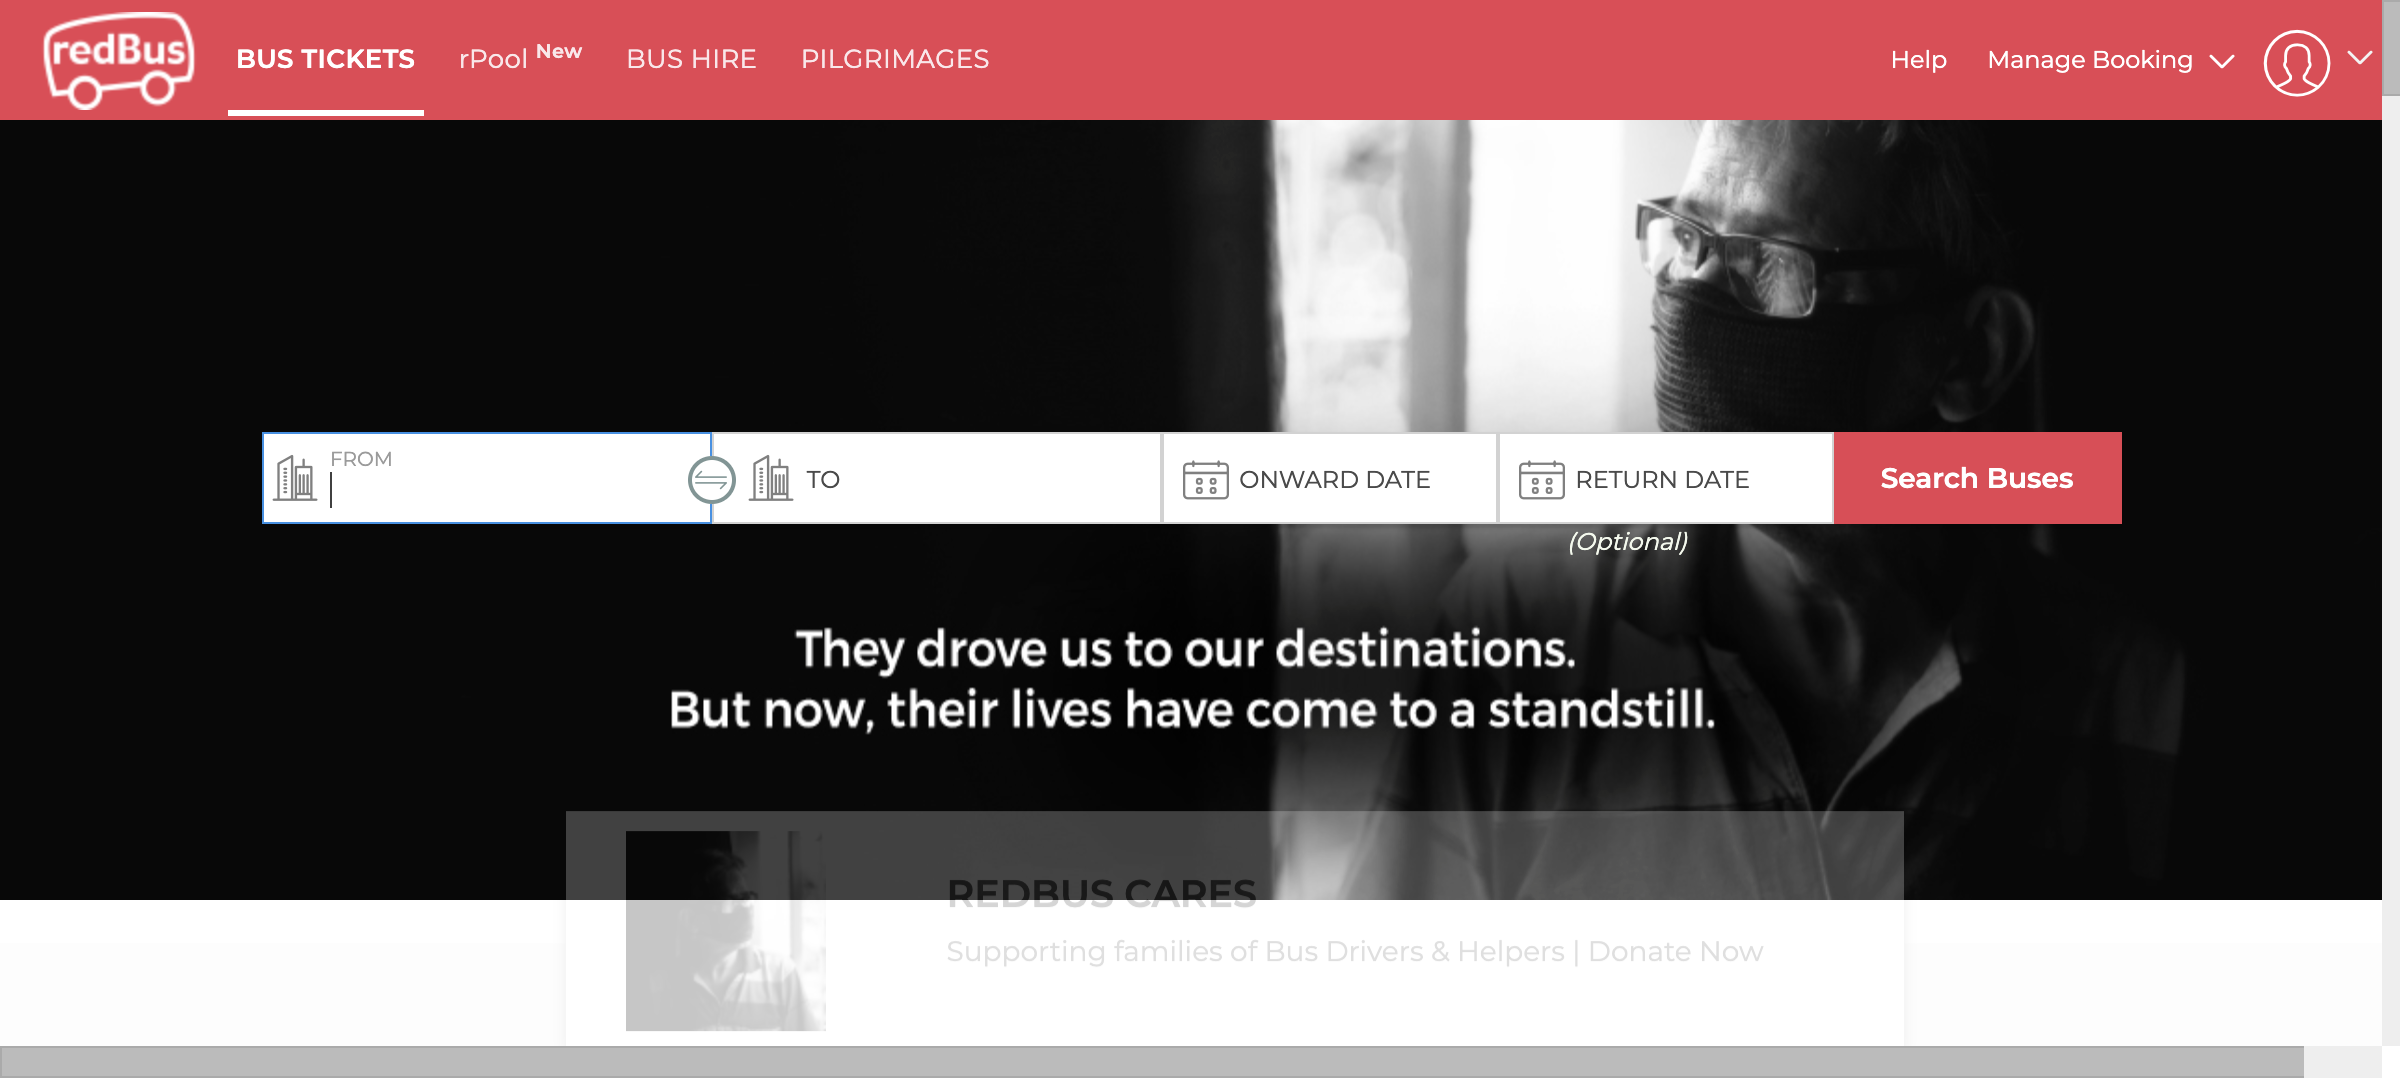 redBus
BUS TICKETS rPool New BUS HIRE PILGRIMAGES Help Manage Booking
FROM
TO ONWARD DATE RETURN DATE Search Buses
(Optional)
They drove us to our destinations.
But now, their lives have come to a standstill.
REDBUS CARES
Supporting families of Bus Drivers & Helpers | Donate Now